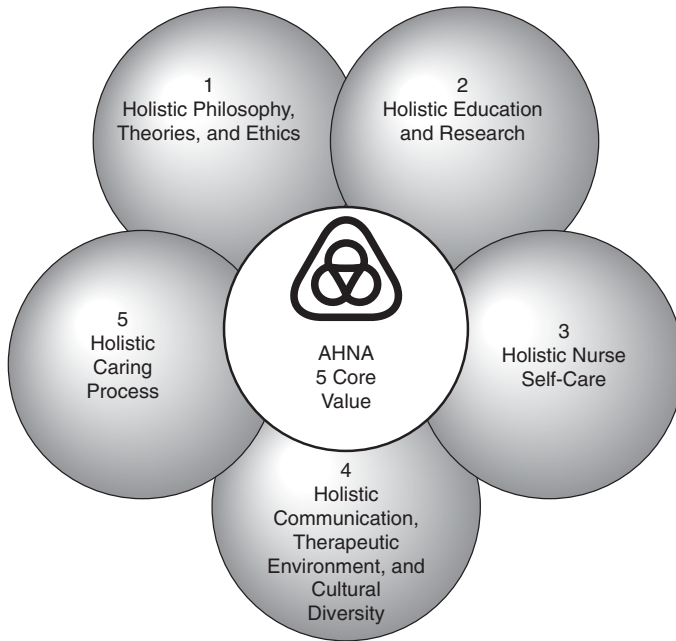 1
Holistic Philosophy,
Theories, and Ethics
2
Holistic Education
and Research
3
Holistic Nurse
Self-Care
4
Holistic
Communication,
Therapeutic
Environment, and
Cultural
Diversity
5
Holistic
Caring
Process
AHNA
5 Core
Value